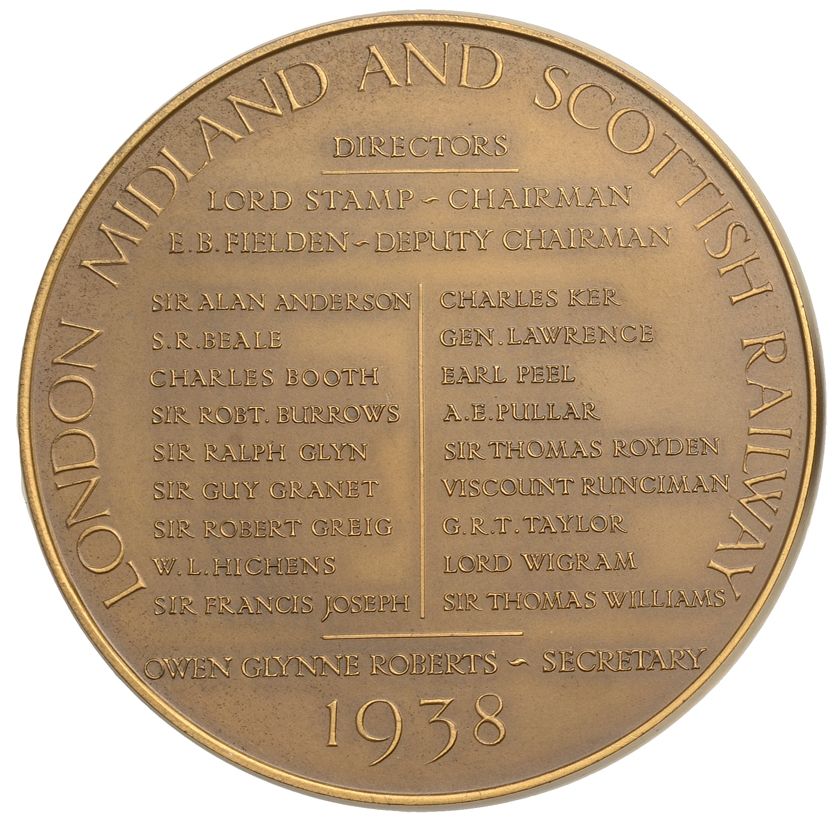 LONDON MIDLAND AND SCOTTISH RAILWAY
DIRECTORS
LORD STAMP ~ CHAIRMAN
E.B. FIELDEN ~ DEPUTY CHAIRMAN
SIR ALAN ANDERSON
S.R. BEALE
CHARLES BOOTH
SIR ROBT. BURROWS
SIR RALPH GLYN
SIR GUY GRANET
SIR ROBERT GREIG
W.L. HICHENS
SIR FRANCIS JOSEPH
CHARLES KER
GEN. LAWRENCE
EARL PEEL
A.E. PULLAR
SIR THOMAS ROYDEN
VISCOUNT RUNCIMAN
G.R.T. TAYLOR
LORD WIGRAM
SIR THOMAS WILLIAMS
OWEN GLYNNE ROBERTS ~ SECRETARY
1938